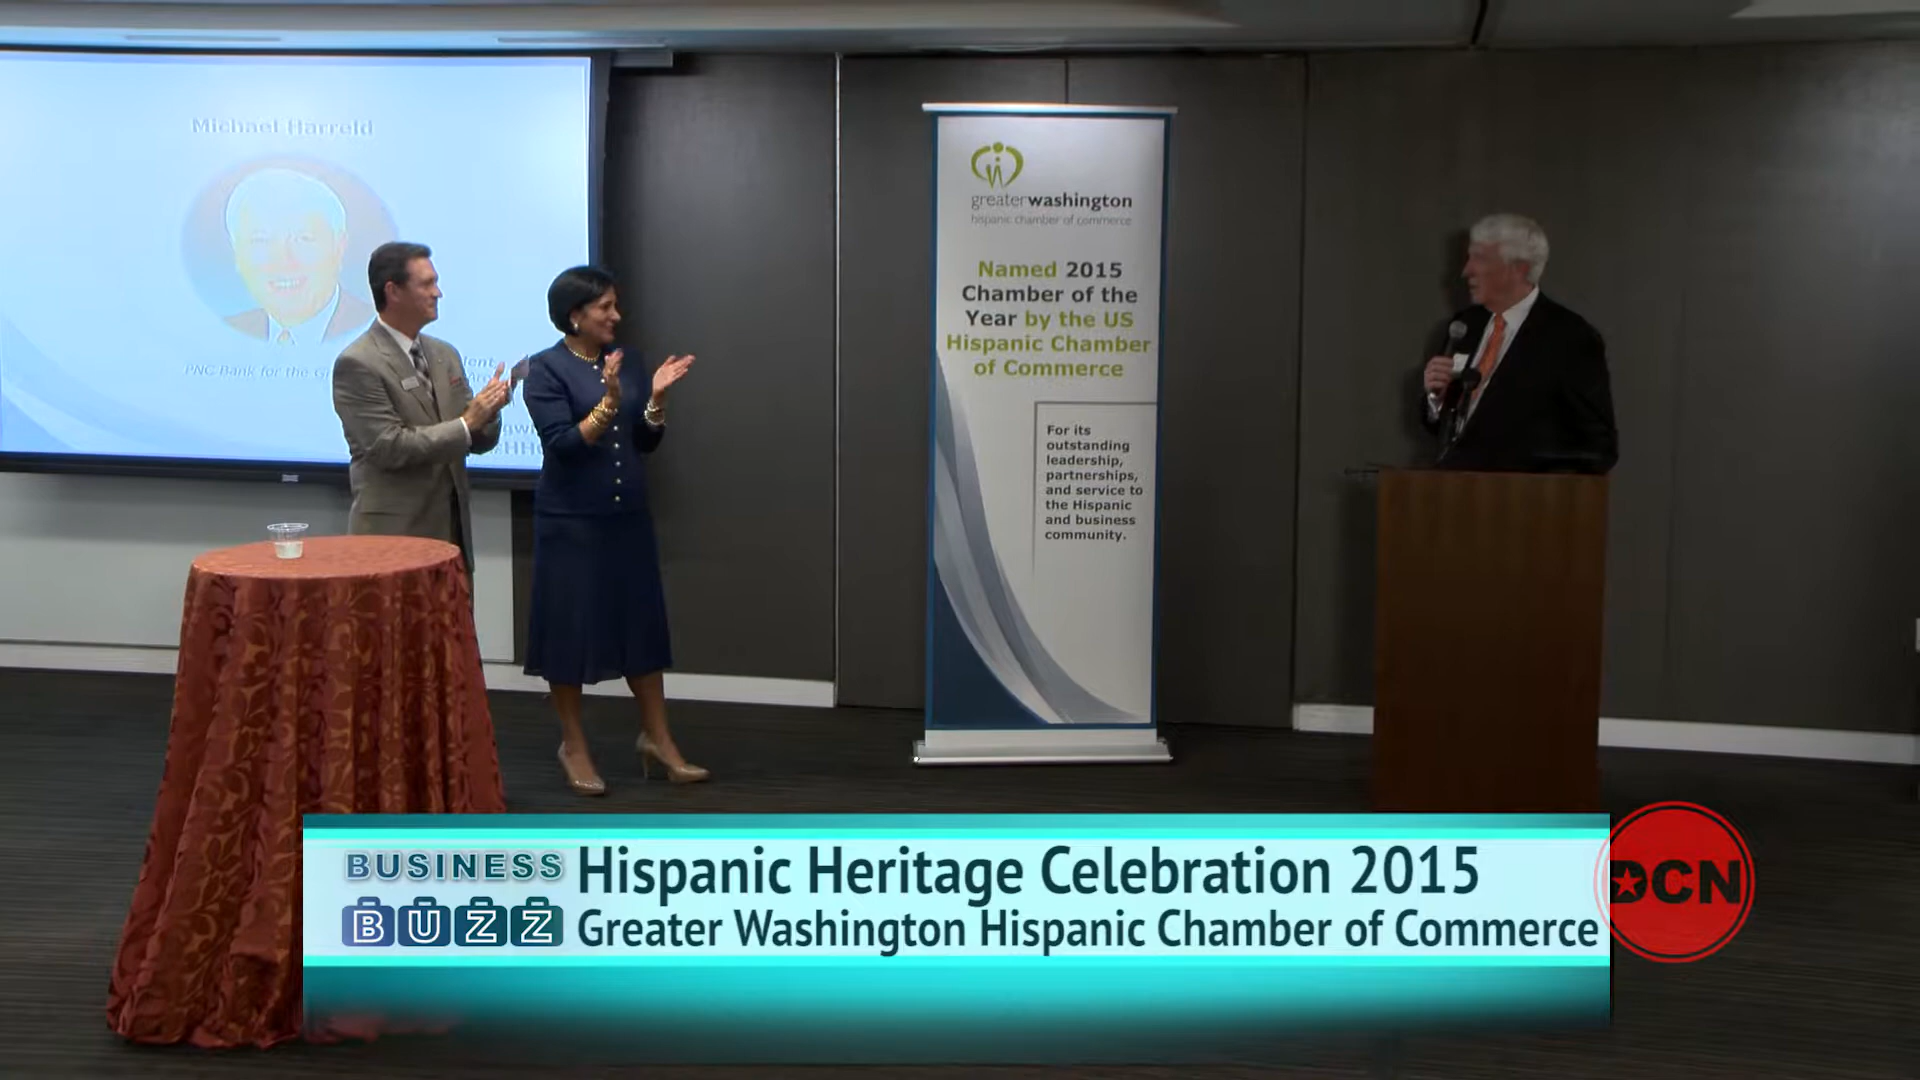 Michael Harreld
PNC Bank for the
greaterwashington
hispanic chamber of commerce
Named 2015
Chamber of the
Year by the US
Hispanic Chamber
of Commerce
For its
outstanding
leadership,
partnerships,
and service to
the Hispanic
and business
community.
BUSINESS
BUZZ
Hispanic Heritage Celebration 2015
Greater Washington Hispanic Chamber of Commerce
DCN